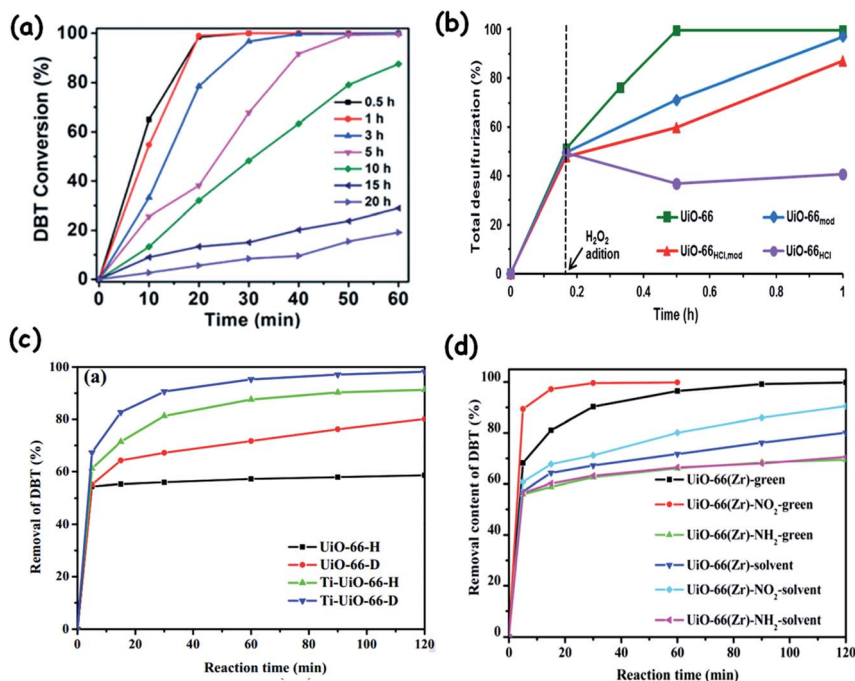 (a)
DBT Conversion (%)
100
80
60
40
20
0
0.5 h
1 h
3 h
5 h
10 h
15 h
20 h
0 10 20 30 40 50 60
Time (min)
(b)
Total desulfurization (%)
100
80
60
40
20
0
UiO-66
UiO-66mod
UiO-66HCl,mod
UiO-66HCl
H2O2
adition
0 0.2 0.4 0.6 0.8 1
Time (h)
(c)
(a)
Removal of DBT (%)
100
80
60
40
20
0
UiO-66-H
UiO-66-D
Ti-UiO-66-H
Ti-UiO-66-D
0 20 40 60 80 100 120
Reaction time (min)
(d)
Removal content of DBT (%)
100
80
60
40
20
0
UiO-66(Zr)-green
UiO-66(Zr)-NO2-green
UiO-66(Zr)-NH2-green
UiO-66(Zr)-solvent
UiO-66(Zr)-NO2-solvent
UiO-66(Zr)-NH2-solvent
0 20 40 60 80 100 120
Reaction time (min)